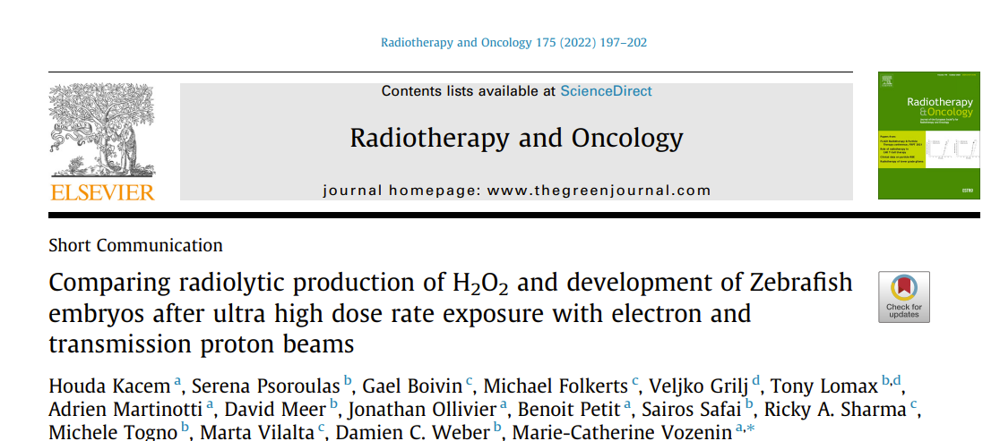 Radiotherapy and Oncology 175 (2022) 197–202
Contents lists available at ScienceDirect
Radiotherapy and Oncology
journal homepage: www.thegreenjournal.com
ELSEVIER
Radiotherapy
&Oncology
ESTRO
Short Communication
Comparing radiolytic production of H₂O₂ and development of Zebrafish
embryos after ultra high dose rate exposure with electron and
transmission proton beams
Check for
updates
Houda Kacem a, Serena Psoroulas b, Gael Boivin c, Michael Folkerts c, Veljko Grilj d, Tony Lomax b,d,
Adrien Martinotti a, David Meer b, Jonathan Ollivier a, Benoit Petit a, Sairos Safai b, Ricky A. Sharma c,
Michele Togno b, Marta Vilalta c, Damien C. Weber b, Marie-Catherine Vozenin a,*